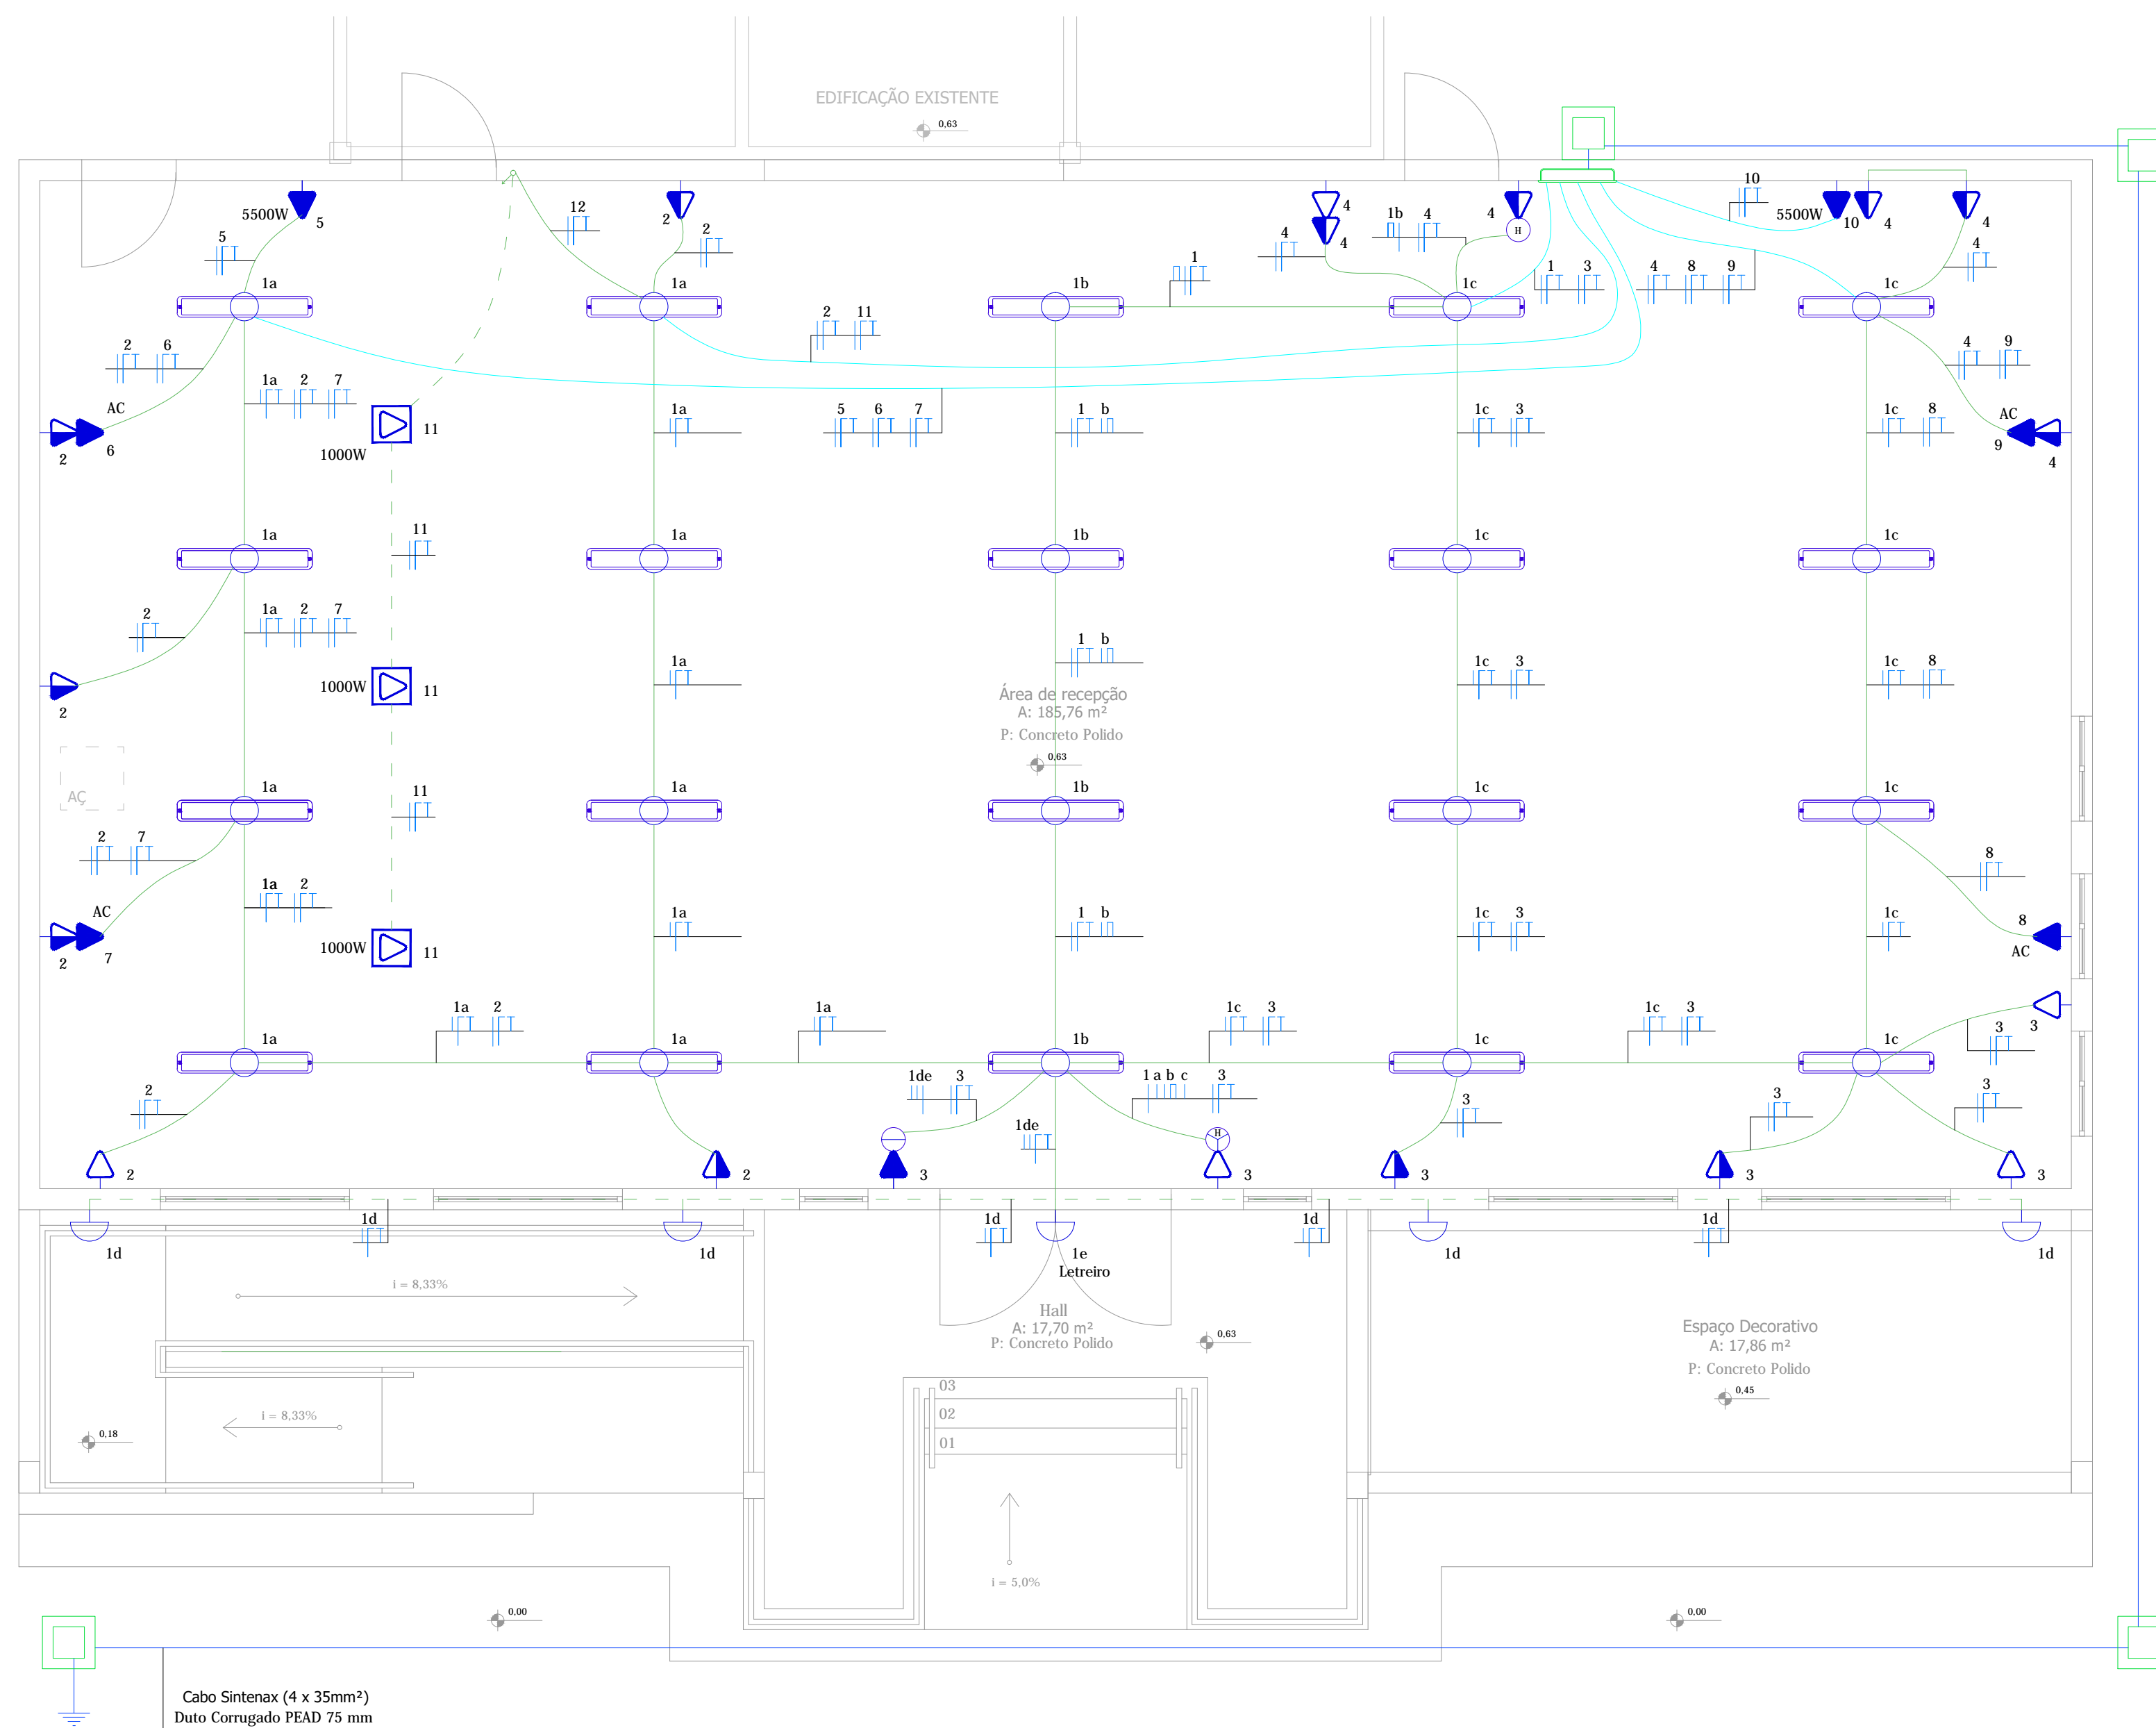 EDIFICAÇÃO EXISTENTE
0,63
10
12
5500W
5
2
4
4
1b
4
4
H
5500W
10
4
4
5
2
4
4
1
1
3
4
8
9
1a
1a
1b
1c
1c
2
11
2
6
4
9
1a
2
7
AC
6
2
11
1000W
1a
5
6
7
1
b
1c
3
1c
8
AC
9
4
11
1a
1a
1b
1c
1c
2
1a
2
7
1a
1
b
1c
3
1c
8
2
1000W
11
Área de recepção
A: 185,76 m²
P: Concreto Polido
0,63
AÇ
11
1a
1a
1b
1c
1c
2
7
8
1a
2
1a
1
b
1c
3
1c
AC
2
7
1000W
11
8
AC
1a
2
1a
1c
3
1c
3
3
3
1a
1a
1b
1c
1c
2
1de
3
1 a b c
3
3
3
3
1de
H
2
2
3
3
3
3
3
1d
1d
1d
1d
1d
1d
1e
Letreiro
1d
1d
i = 8,33%
Hall
A: 17,70 m²
P: Concreto Polido
0,63
Espaço Decorativo
A: 17,86 m²
P: Concreto Polido
0,45
03
02
01
i = 8,33%
0,18
i = 5,0%
0,00
0,00
Cabo Sintenax (4 x 35mm²)
Duto Corrugado PEAD 75 mm